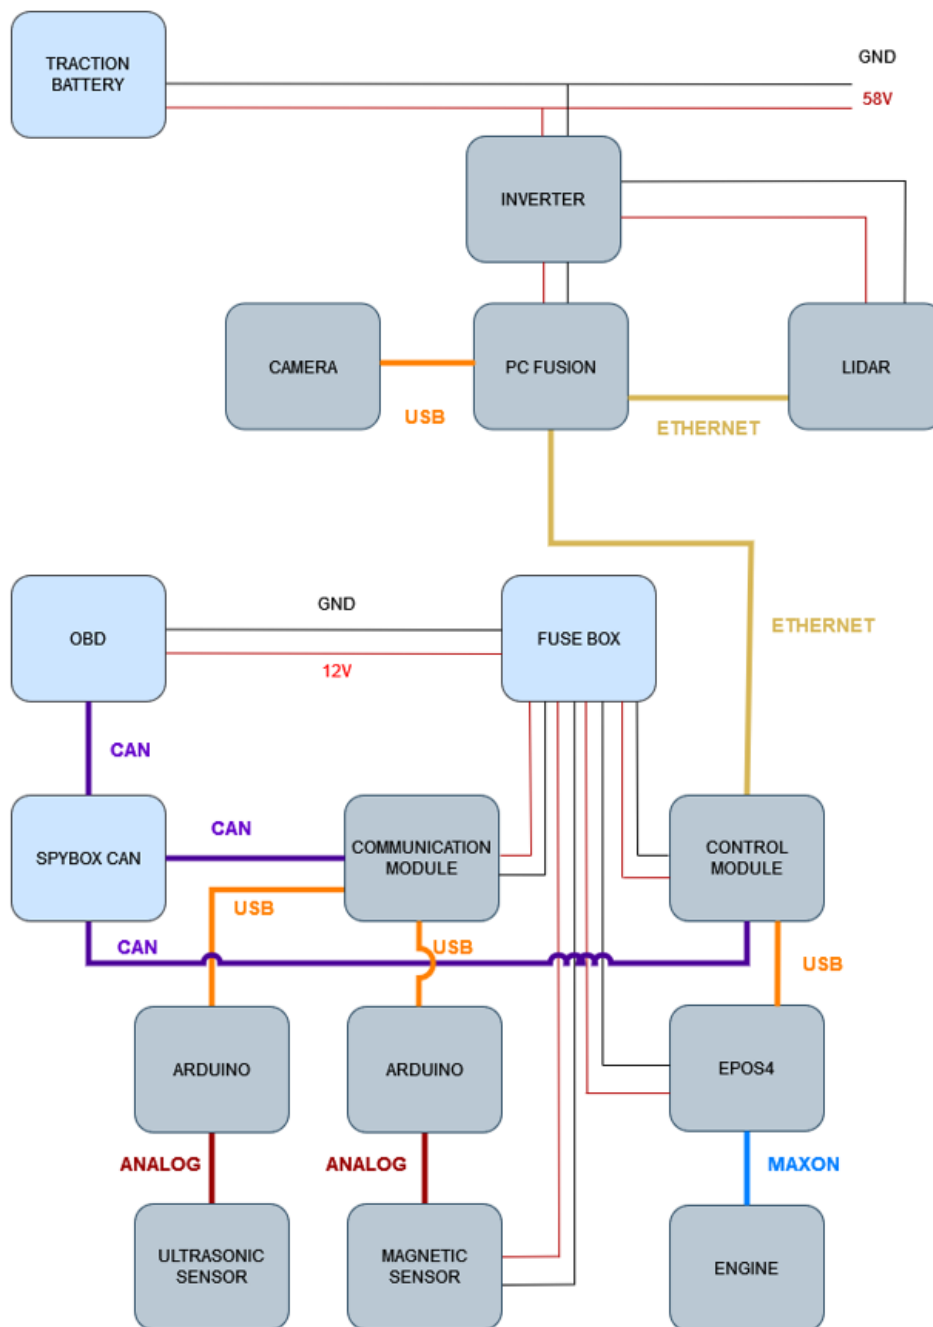 TRACTION
BATTERY
GND
58V
INVERTER
CAMERA
PC FUSION
LIDAR
USB
ETHERNET
OBD
GND
12V
FUSE BOX
ETHERNET
CAN
SPYBOX CAN
CAN
COMMUNICATION
MODULE
CONTROL
MODULE
USB
CAN
USB
USB
ARDUINO
ARDUINO
EPOS4
ANALOG
ANALOG
MAXON
ULTRASONIC
SENSOR
MAGNETIC
SENSOR
ENGINE